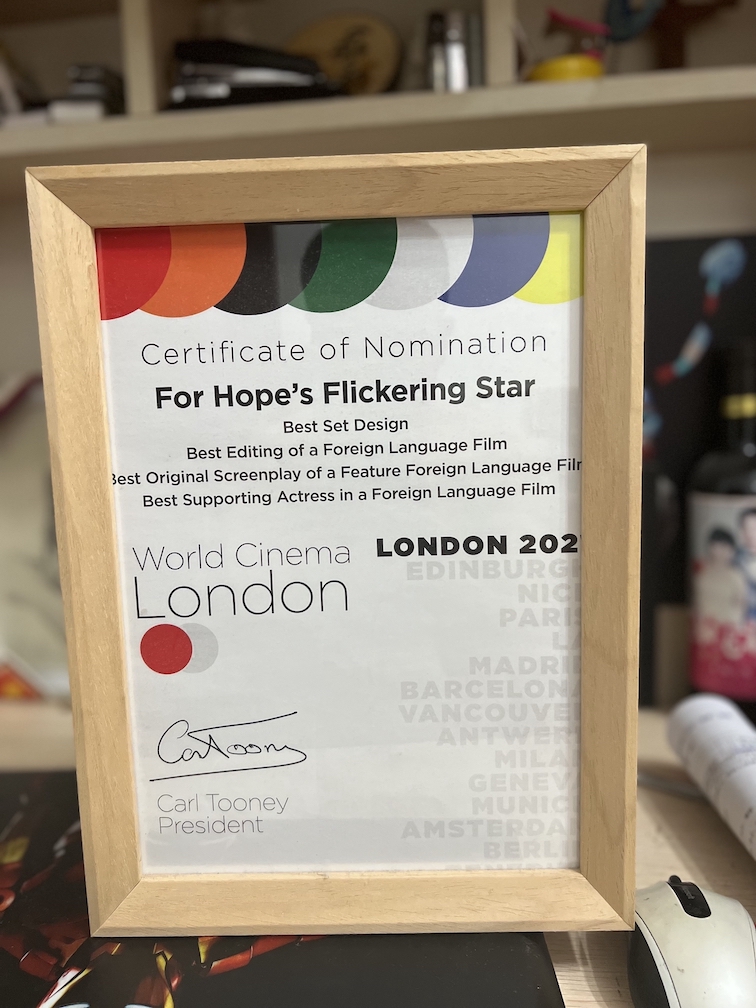 Certificate of Nomination
For Hope's Flickering Star
Best Set Design
Best Editing of a Foreign Language Film
Best Original Screenplay of a Feature Foreign Language Fil
Best Supporting Actress in a Foreign Language Film
World Cinema
London
LONDON 202
EDINBURG
NIC
PARIS
LA
MADRI
BARCELONA
VANCOUVE
ANTWER
MILA
GENEV
MUNIC
AMSTERDA
BERLI
Carl Tooney
President